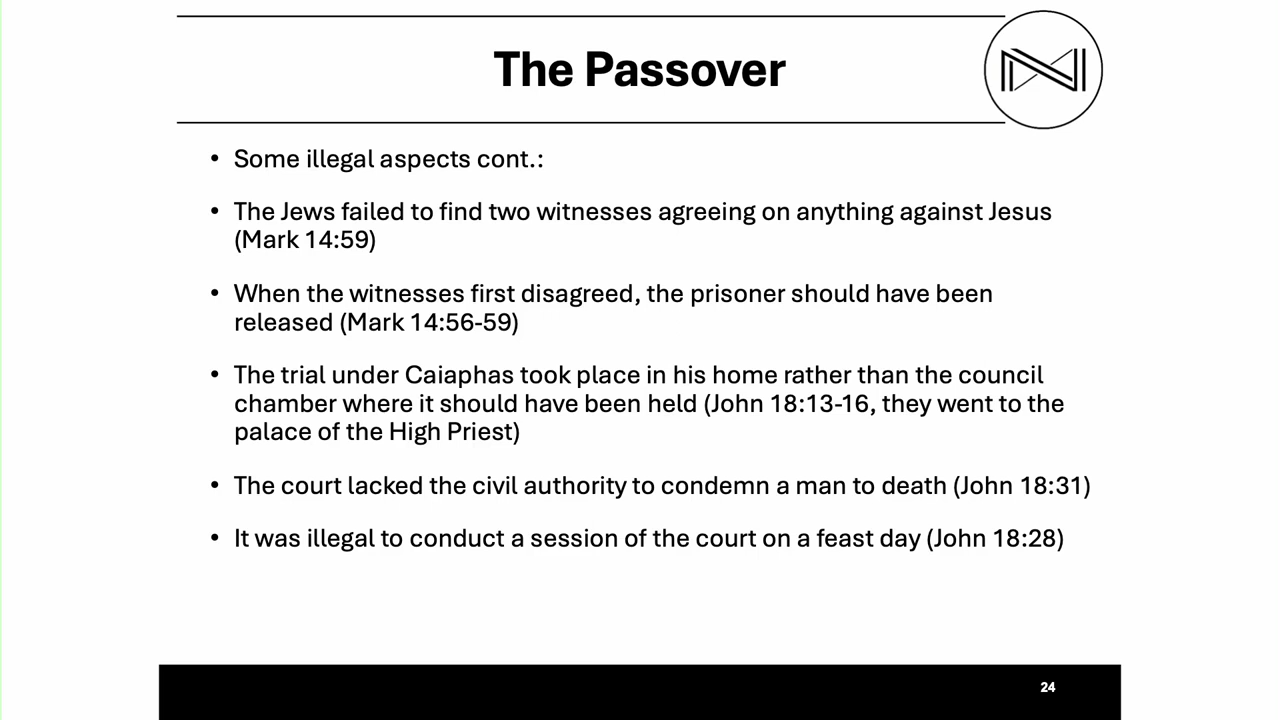 The Passover
• Some illegal aspects cont.:
• The Jews failed to find two witnesses agreeing on anything against Jesus
(Mark 14:59)
• When the witnesses first disagreed, the prisoner should have been
released (Mark 14:56-59)
• The trial under Caiaphas took place in his home rather than the council
chamber where it should have been held (John 18:13-16, they went to the
palace of the High Priest)
• The court lacked the civil authority to condemn a man to death (John 18:31)
• It was illegal to conduct a session of the court on a feast day (John 18:28)
24